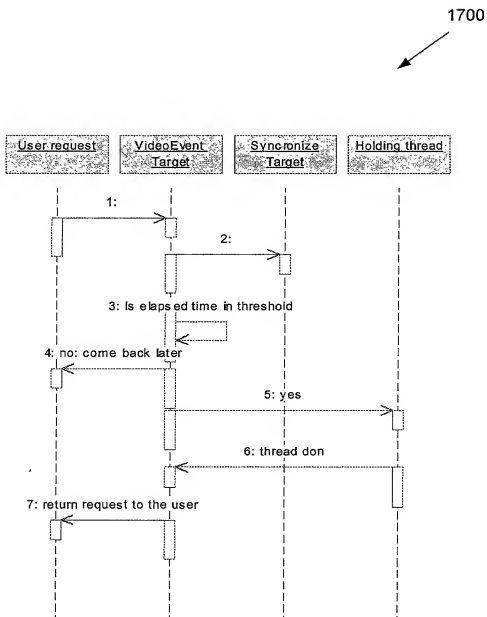 1700
User request
VideoEvent
Target
Syncronize
Target
Holding thread
1:
2:
3: Is elapsed time in threshold
4: no: come back later
5: yes
6: thread don
7: return request to the user